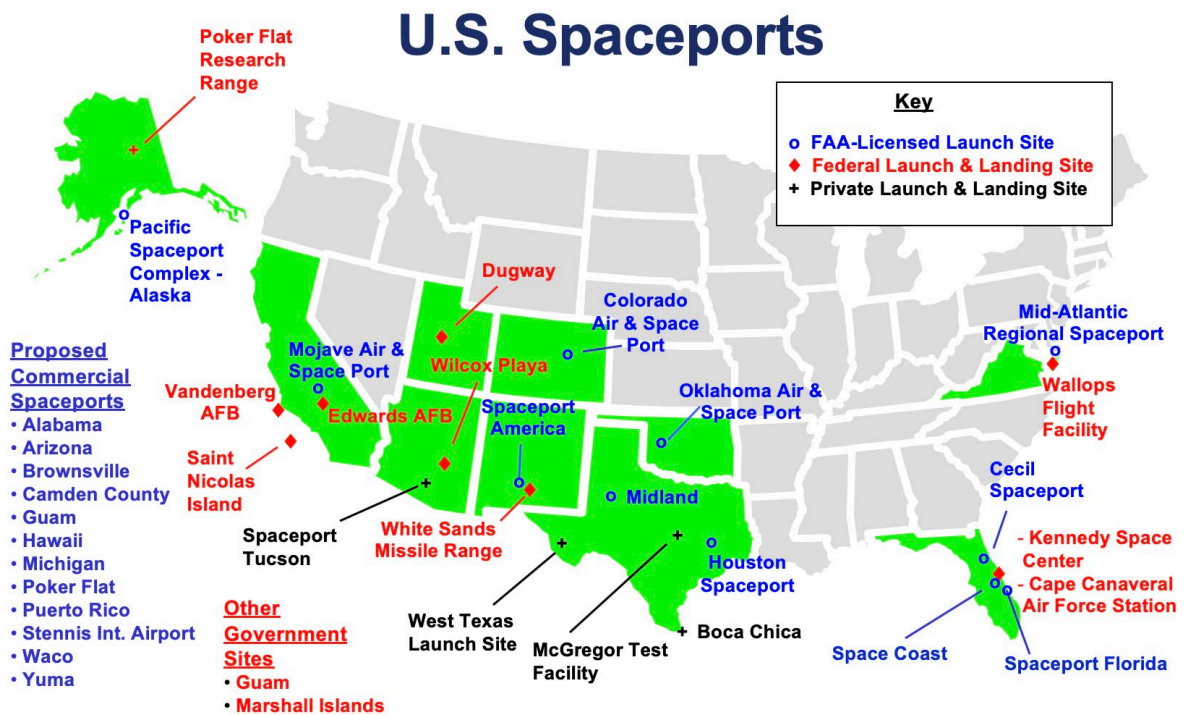 U.S. Spaceports
Poker Flat
Research
Range
Key
FAA-Licensed Launch Site
Federal Launch & Landing Site
Private Launch & Landing Site
Pacific
Spaceport
Complex -
Alaska
Dugway
Colorado
Air & Space
Port
Mid-Atlantic
Regional Spaceport
Mojave Air &
Space Port
Wilcox Playa
Oklahoma Air &
Space Port
Wallops
Flight
Facility
Vandenberg
AFB
Edwards AFB
Spaceport
America
Saint
Nicolas
Island
Midland
Cecil
Spaceport
Spaceport
Tucson
White Sands
Missile Range
Houston
Spaceport
- Kennedy Space
Center
- Cape Canaveral
Air Force Station
West Texas
Launch Site
McGregor Test
Facility
Boca Chica
Space Coast
Spaceport Florida
Proposed
Commercial
Spaceports
• Alabama
• Arizona
• Brownsville
• Camden County
• Guam
• Hawaii
• Michigan
• Poker Flat
• Puerto Rico
• Stennis Int. Airport
• Waco
• Yuma
Other
Government
Sites
• Guam
• Marshall Islands